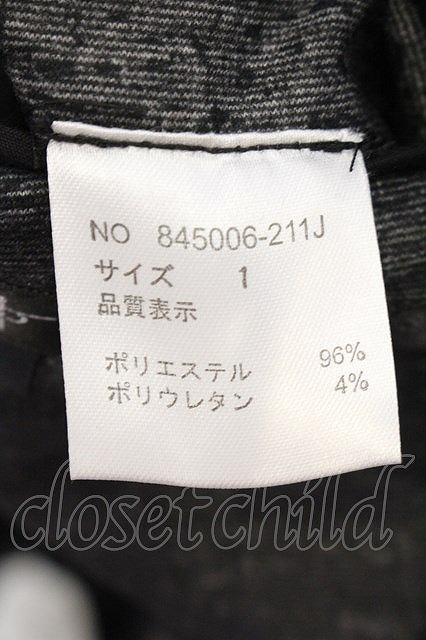 NO 845006-211J
サイズ 1
品質表示
ポリエステル 96%
ポリウレタン 4%
closetchild